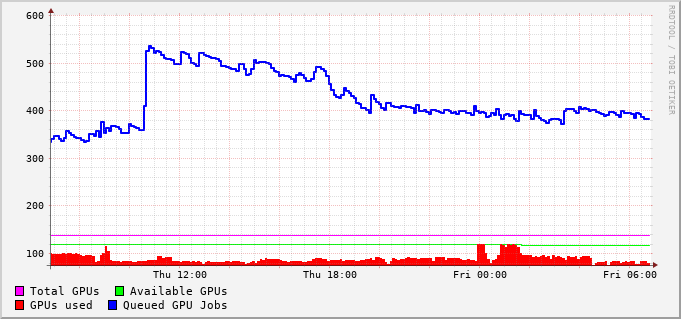 600
500
400
300
200
100
Thu 12:00 Thu 18:00 Fri 00:00 Fri 06:00
Total GPUs Available GPUs
GPUs used Queued GPU Jobs
RRDTOOL / TOBI OETIKER